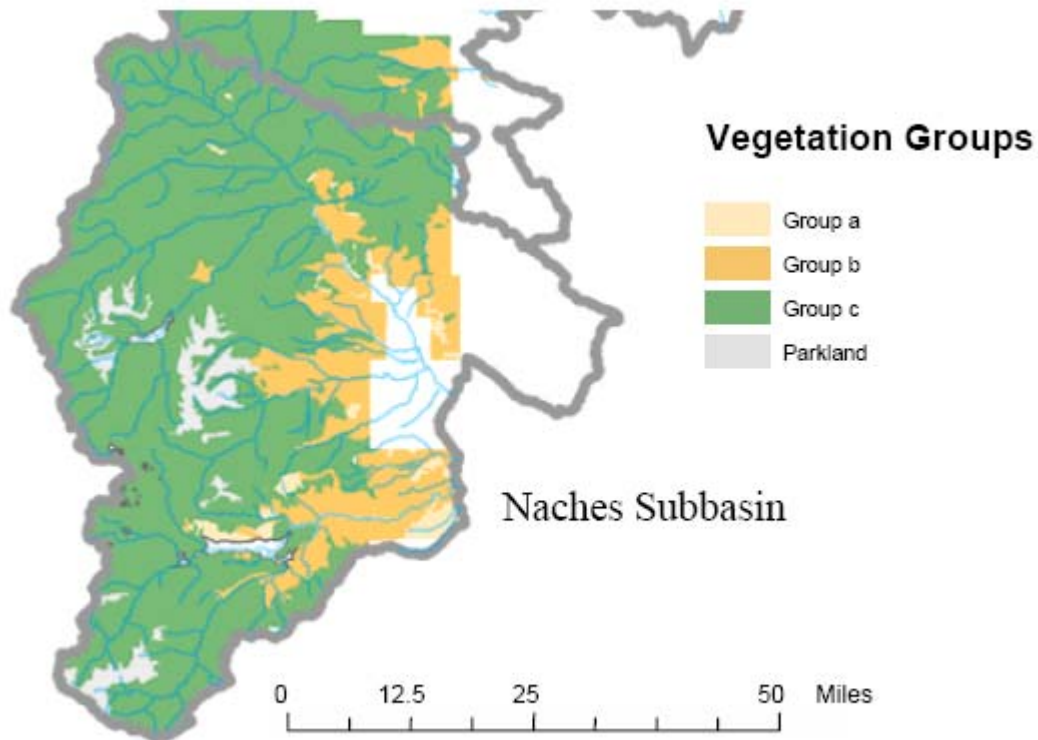 Vegetation Groups
Group a
Group b
Group c
Parkland
Naches Subbasin
0 12.5 25 50 Miles